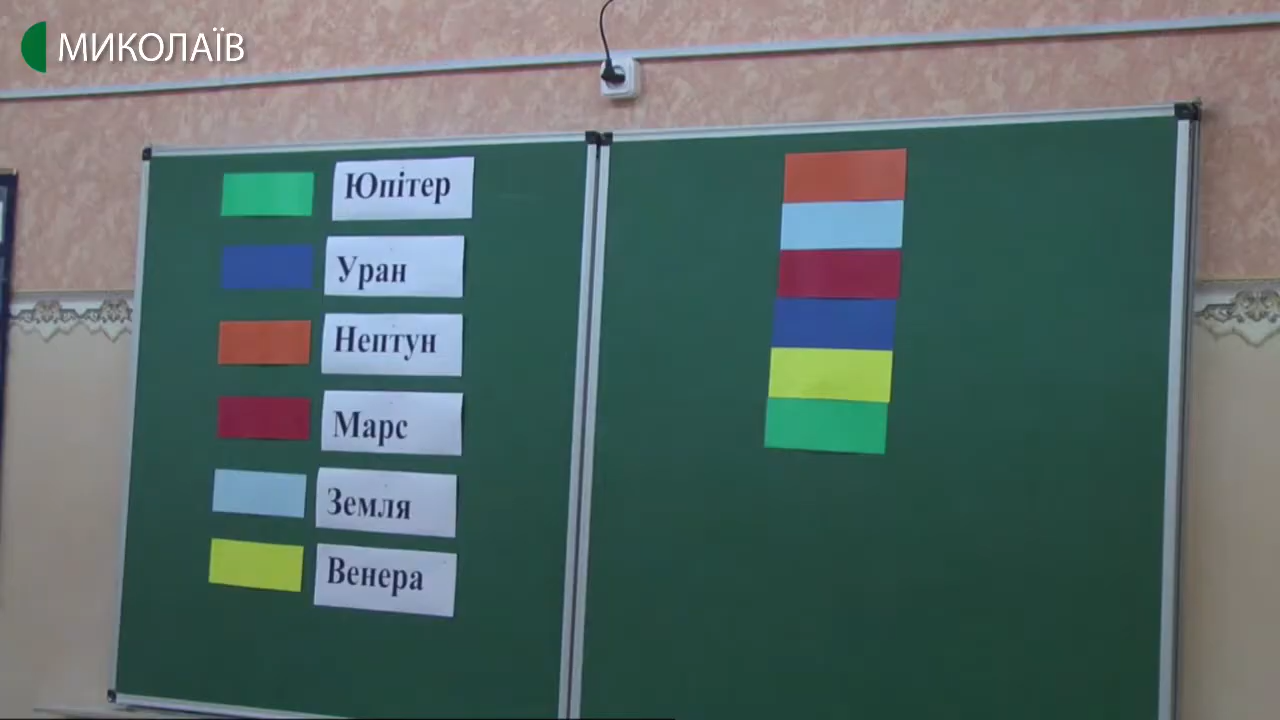 МИКОЛАЇВ
Юпітер
Уран
Нептун
Марс
Земля
Венера